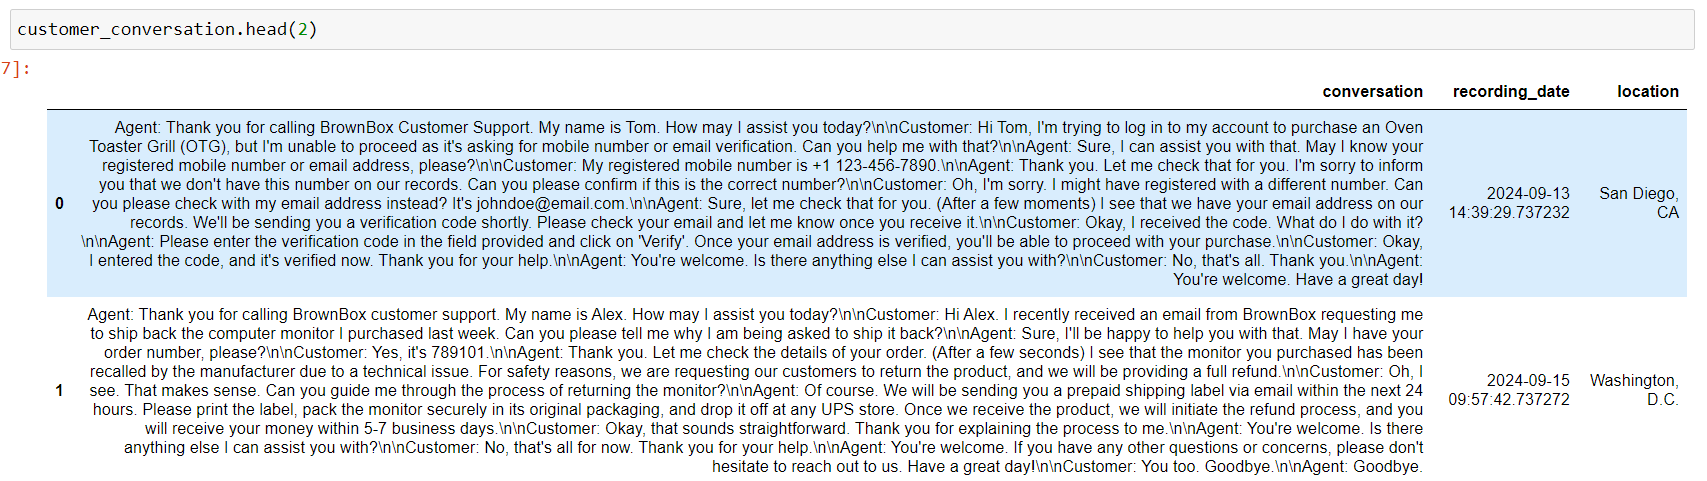 customer_conversation.head(2)
7]:
conversation recording_date location
Agent: Thank you for calling BrownBox Customer Support. My name is Tom. How may I assist you today?\n\nCustomer: Hi Tom, I'm trying to log in to my account to purchase an Oven
Toaster Grill (OTG), but I'm unable to proceed as it's asking for mobile number or email verification. Can you help me with that?\n\nAgent: Sure, I can assist you with that. May I know your
registered mobile number or email address, please?\n\nCustomer: My registered mobile number is +1 123-456-7890.\n\nAgent: Thank you. Let me check that for you. I'm sorry to inform
you that we don't have this number on our records. Can you please confirm if this is the correct number?\n\nCustomer: Oh, I'm sorry. I might have registered with a different number. Can
0 you please check with my email address instead? It's johndoe@email.com.\n\nAgent: Sure, let me check that for you. (After a few moments) I see that we have your email address on our
records. We'll be sending you a verification code shortly. Please check your email and let me know once you receive it.\n\nCustomer: Okay, I received the code. What do I do with it?
\n\nAgent: Please enter the verification code in the field provided and click on 'Verify'. Once your email address is verified, you'll be able to proceed with your purchase.\n\nCustomer: Okay,
I entered the code, and it's verified now. Thank you for your help.\n\nAgent: You're welcome. Is there anything else I can assist you with?\n\nCustomer: No, that's all. Thank you.\n\nAgent:
You're welcome. Have a great day!
2024-09-13
14:39:29.737232
San Diego,
CA
Agent: Thank you for calling BrownBox customer support. My name is Alex. How may I assist you today?\n\nCustomer: Hi Alex. I recently received an email from BrownBox requesting me
to ship back the computer monitor I purchased last week. Can you please tell me why I am being asked to ship it back?\n\nAgent: Sure, I'll be happy to help you with that. May I have your
order number, please?\n\nCustomer: Yes, it's 789101.\n\nAgent: Thank you. Let me check the details of your order. (After a few seconds) I see that the monitor you purchased has been
recalled by the manufacturer due to a technical issue. For safety reasons, we are requesting our customers to return the product, and we will be providing a full refund.\n\nCustomer: Oh, I
1 see. That makes sense. Can you guide me through the process of returning the monitor?\n\nAgent: Of course. We will be sending you a prepaid shipping label via email within the next 24
hours. Please print the label, pack the monitor securely in its original packaging, and drop it off at any UPS store. Once we receive the product, we will initiate the refund process, and you
will receive your money within 5-7 business days.\n\nCustomer: Okay, that sounds straightforward. Thank you for explaining the process to me.\n\nAgent: You're welcome. Is there
anything else I can assist you with?\n\nCustomer: No, that's all for now. Thank you for your help.\n\nAgent: You're welcome. If you have any other questions or concerns, please don't
hesitate to reach out to us. Have a great day!\n\nCustomer: You too. Goodbye.\n\nAgent: Goodbye.
2024-09-15
09:57:42.737272
Washington,
D.C.